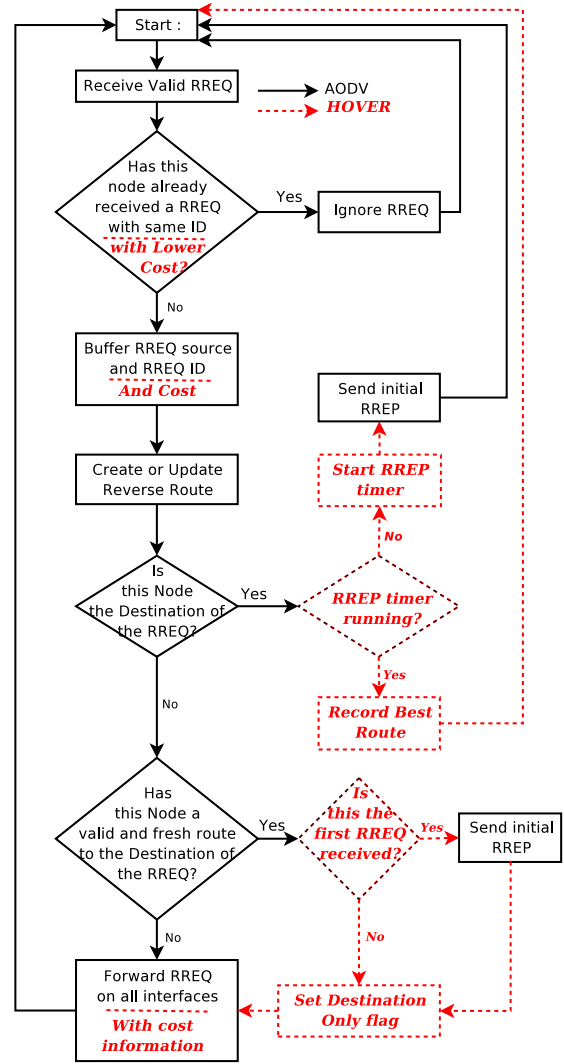 Start :
Receive Valid RREQ
AODV
HOVER
Has this
node already
received a RREQ
with same ID
with Lower
Cost?
Yes
Ignore RREQ
No
Buffer RREQ source
and RREQ ID
And Cost
Send initial
RREP
Create or Update
Reverse Route
Start RREP
timer
No
Is
this Node
the Destination of
the RREQ?
Yes
RREP timer
running?
Yes
No
Record Best
Route
Has
this Node a
valid and fresh route
to the Destination of
the RREQ?
Yes
Is
this the
first RREQ
received?
Yes
Send initial
RREP
No
No
Forward RREQ
on all interfaces
With cost
information
Set Destination
Only flag